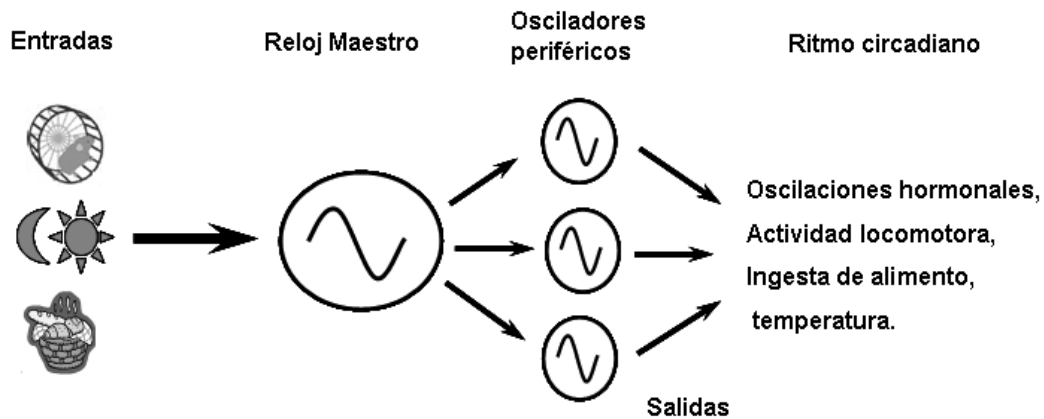 Entradas
Reloj Maestro
Osciladores
periféricos
Ritmo circadiano
Oscilaciones hormonales,
Actividad locomotora,
Ingesta de alimento,
temperatura.
Salidas